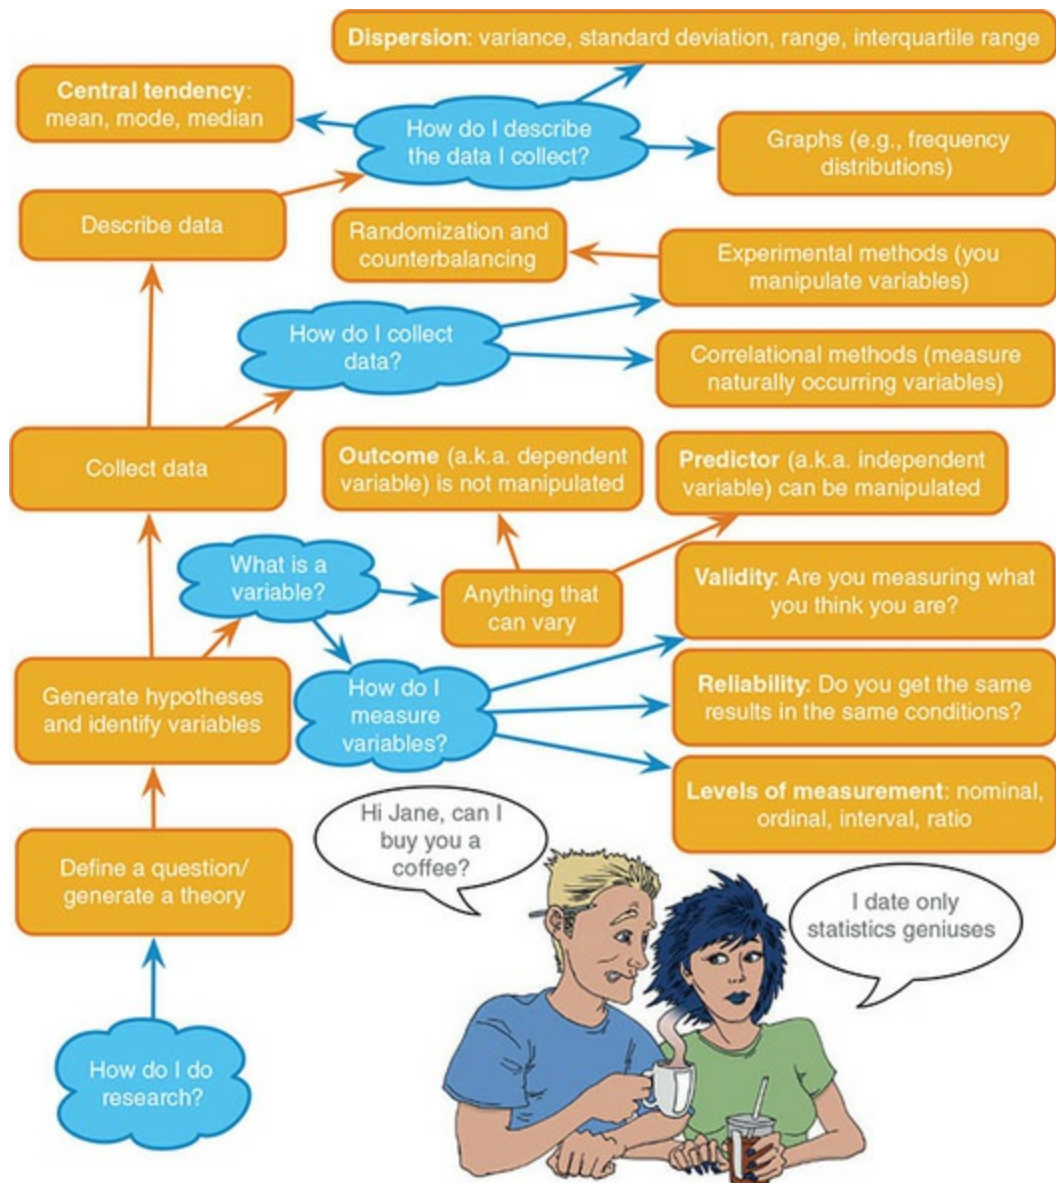 Dispersion: variance, standard deviation, range, interquartile range
Central tendency:
mean, mode, median
How do I describe
the data I collect?
Graphs (e.g., frequency
distributions)
Describe data
Randomization and
counterbalancing
Experimental methods (you
manipulate variables)
How do I collect
data?
Correlational methods (measure
naturally occurring variables)
Collect data
Outcome (a.k.a. dependent
variable) is not manipulated
Predictor (a.k.a. independent
variable) can be manipulated
What is a
variable?
Anything that
can vary
Validity: Are you measuring what
you think you are?
Generate hypotheses
and identify variables
How do I
measure
variables?
Reliability: Do you get the same
results in the same conditions?
Levels of measurement: nominal,
ordinal, interval, ratio
Hi Jane, can I
buy you a
coffee?
Define a question/
generate a theory
I date only
statistics geniuses
How do I do
research?